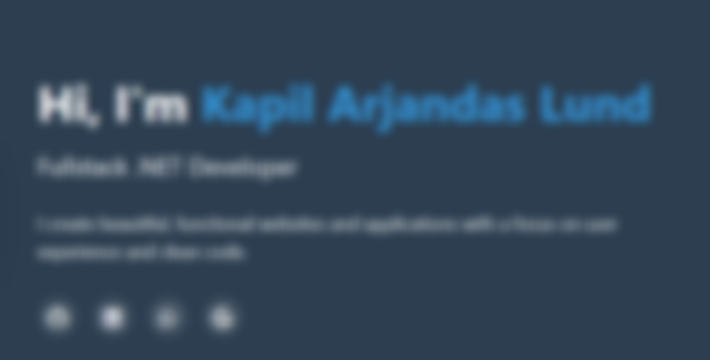 Hi, I'm Kapil Arjandas Lund
Fullstack .NET Developer
I create beautiful, functional websites and applications with a focus on user
experience and clean code.